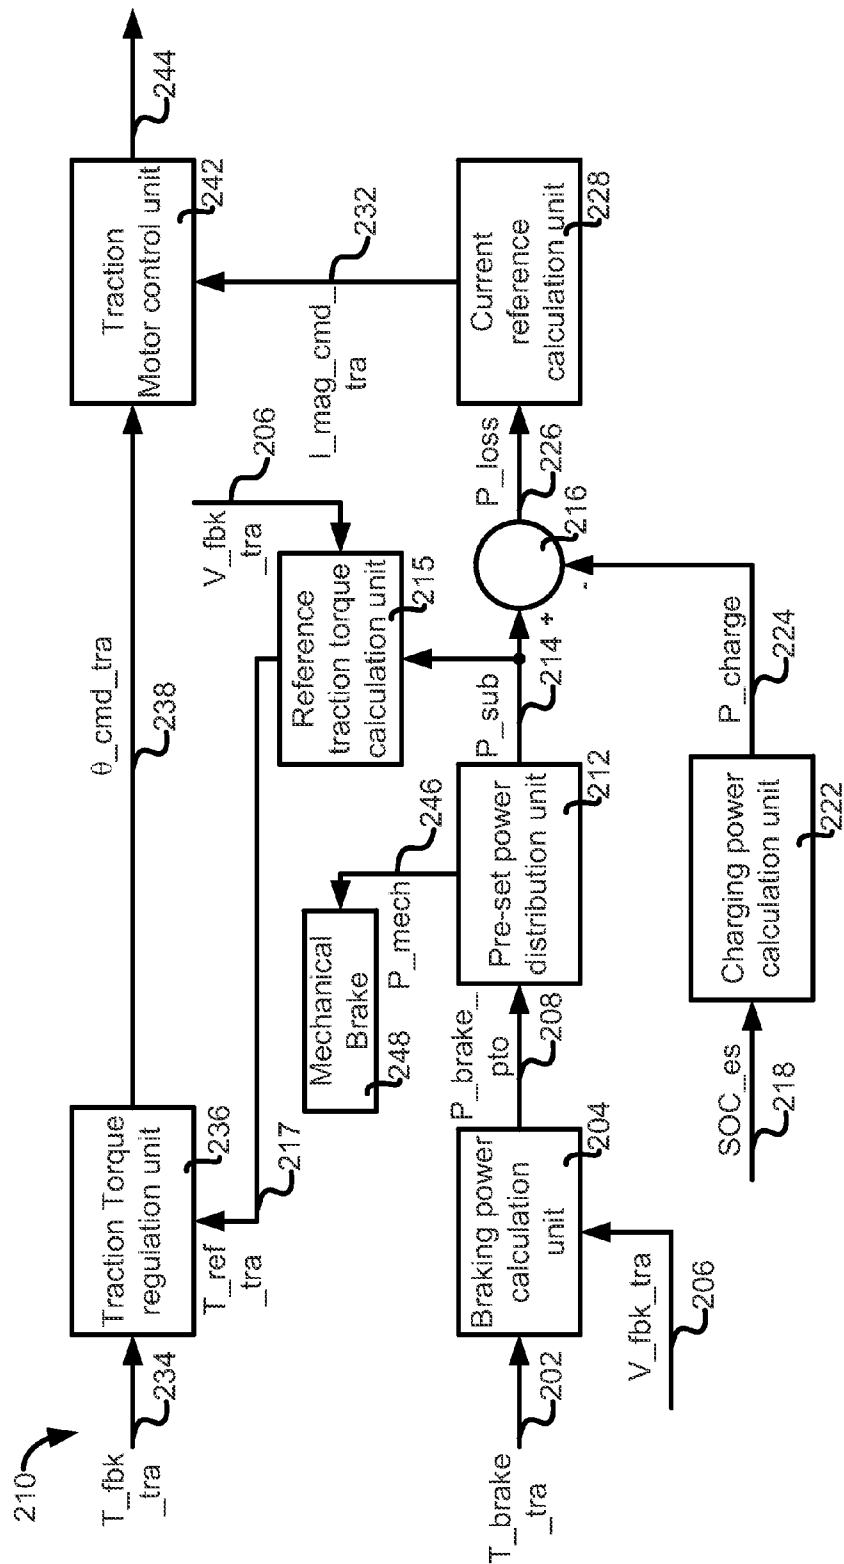 210
T_fbk
_tra
234
Traction Torque
regulation unit
236
θ_cmd_tra
238
Traction
Motor control unit
242
244
T_ref
_tra
217
Mechanical
Brake
248
P_mech
246
Reference
traction torque
calculation unit
215
V_fbk
_tra
206
I_mag_cmd_
tra
232
T_brake
_tra
202
Braking power
calculation
unit
204
P_brake_
pto
208
Pre-set power
distribution unit
212
P_sub
214
+
-
216
P_loss
226
Current
reference
calculation unit
228
V_fbk_tra
206
SOC_es
218
Charging power
calculation unit
222
P_charge
224